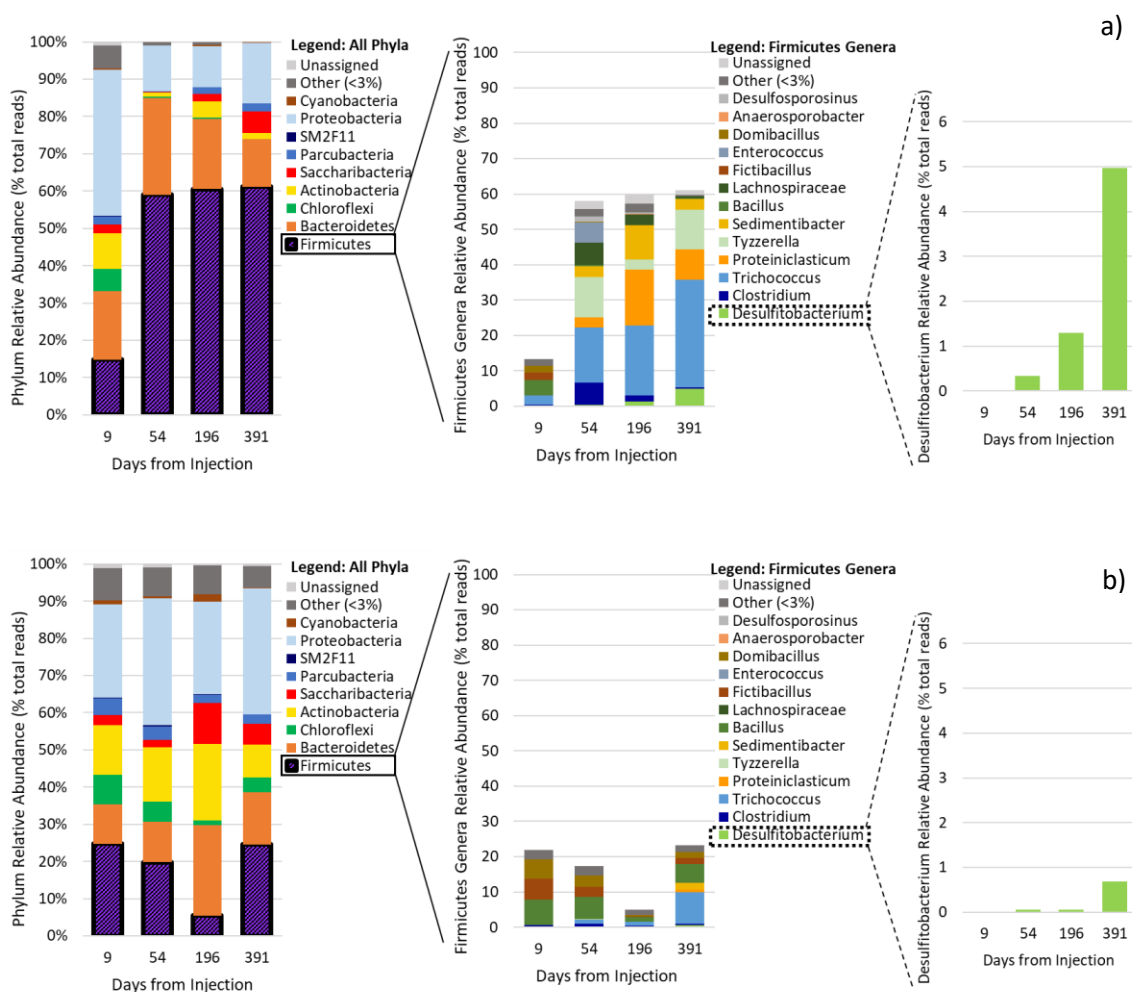 a)
Phylum Relative Abundance (% total reads)
100%
90%
80%
70%
60%
50%
40%
30%
20%
10%
0%
9 54 196 391
Days from Injection
Legend: All Phyla
Unassigned
Other (<3%)
Cyanobacteria
Proteobacteria
SM2F11
Parcubacteria
Saccharibacteria
Actinobacteria
Chloroflexi
Bacteroidetes
Firmicutes
Firmicutes Genera Relative Abundance (% total reads)
100
90
80
70
60
50
40
30
20
10
0
9 54 196 391
Days from Injection
Legend: Firmicutes Genera
Unassigned
Other (<3%)
Desulfosporosinus
Anaerosporobacter
Domibacillus
Enterococcus
Fictibacillus
Lachnospiraceae
Bacillus
Sedimentibacter
Tyzzerella
Proteiniclasticum
Trichococcus
Clostridium
Desulfitobacterium
Desulfitobacterium Relative Abundance (% total reads)
6
5
4
3
2
1
0
9 54 196 391
Days from Injection
b)
Phylum Relative Abundance (% total reads)
100%
90%
80%
70%
60%
50%
40%
30%
20%
10%
0%
9 54 196 391
Days from Injection
Legend: All Phyla
Unassigned
Other (<3%)
Cyanobacteria
Proteobacteria
SM2F11
Parcubacteria
Saccharibacteria
Actinobacteria
Chloroflexi
Bacteroidetes
Firmicutes
Firmicutes Genera Relative Abundance (% total reads)
100
90
80
70
60
50
40
30
20
10
0
9 54 196 391
Days from Injection
Legend: Firmicutes Genera
Unassigned
Other (<3%)
Desulfosporosinus
Anaerosporobacter
Domibacillus
Enterococcus
Fictibacillus
Lachnospiraceae
Bacillus
Sedimentibacter
Tyzzerella
Proteiniclasticum
Trichococcus
Clostridium
Desulfitobacterium
Desulfitobacterium Relative Abundance (% total reads)
6
5
4
3
2
1
0
9 54 196 391
Days from Injection